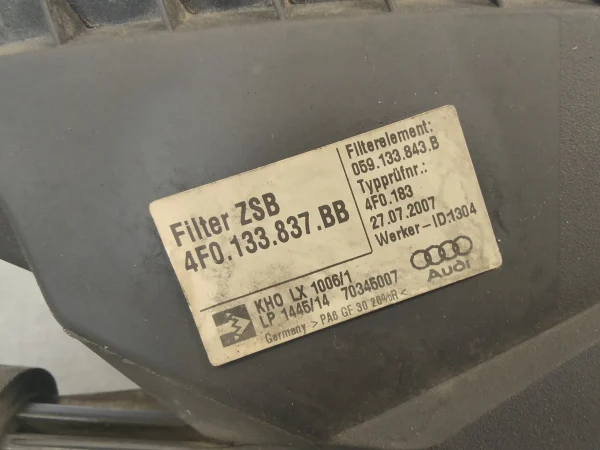 Filter ZSB
4F0.133.837.BB
Filterelement:
059.133.843.B
Typprüfnr.:
4F0.183
27.07.2007
Werker-ID:1304
KHO LX 1006/1
LP 1445/14 70345007
Germany > PA6 GF 30
Audi